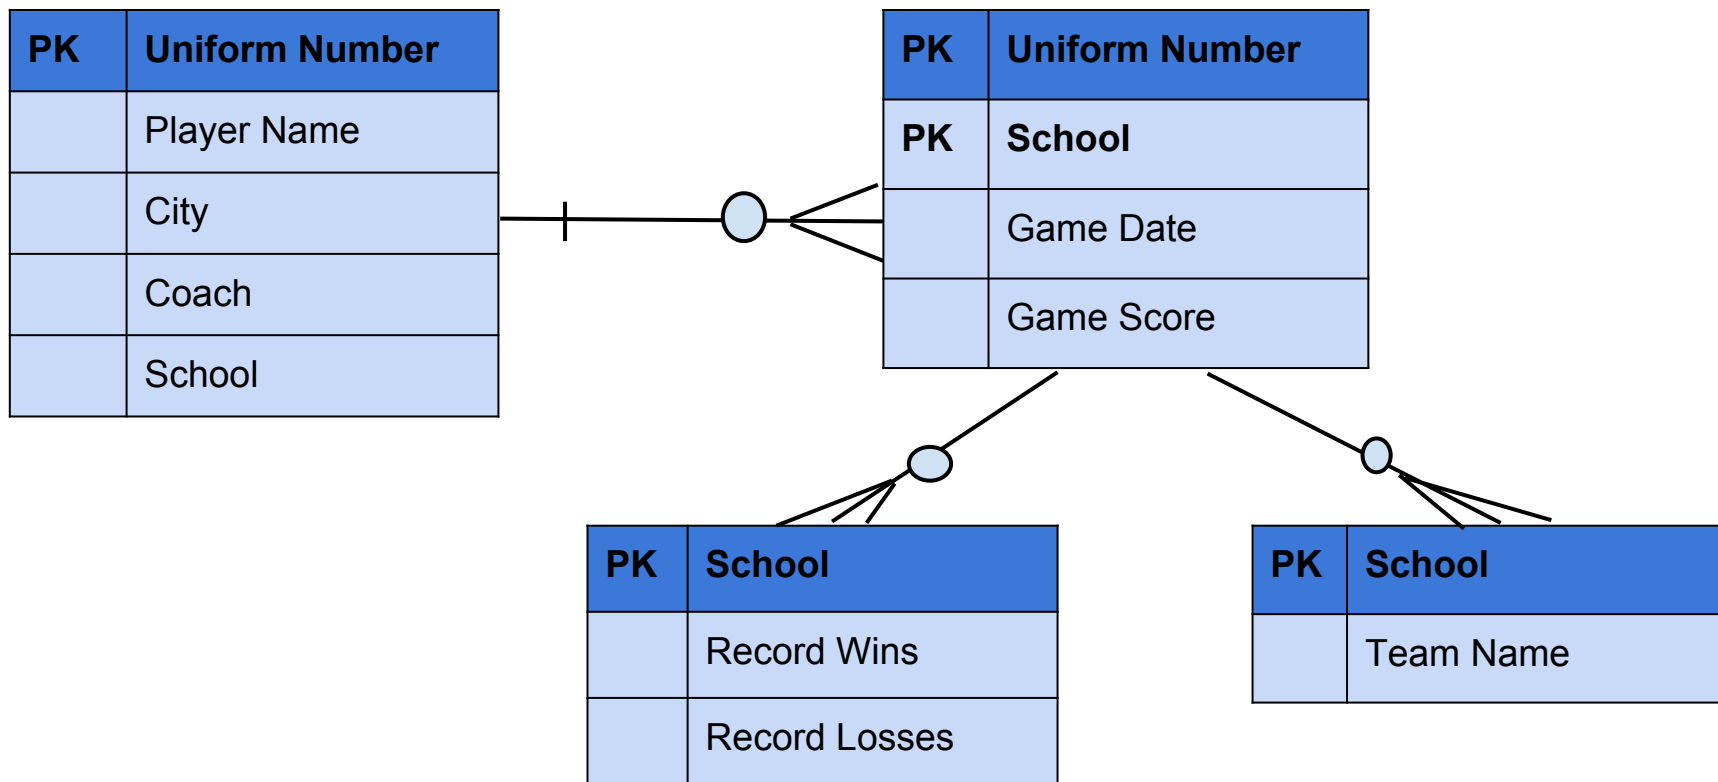 PK Uniform Number
Player Name
City
Coach
School
PK Uniform Number
PK School
Game Date
Game Score
PK School
Record Wins
Record Losses
PK School
Team Name